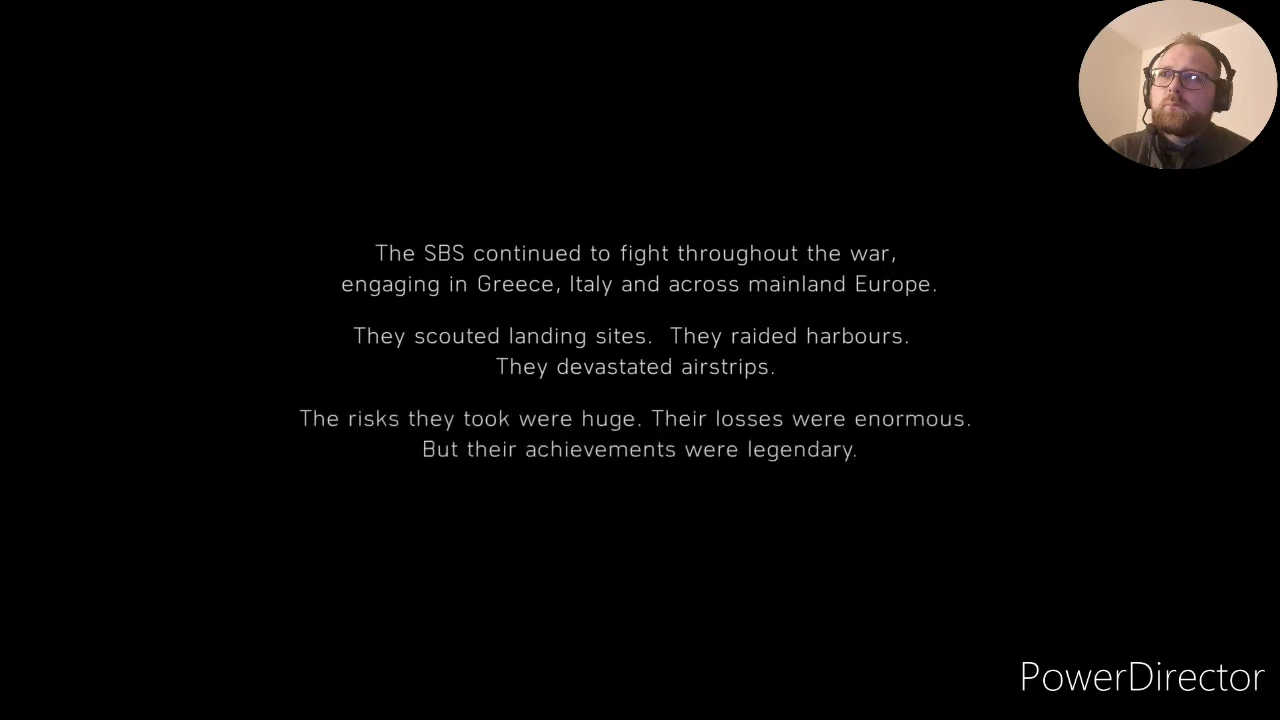 The SBS continued to fight throughout the war,
engaging in Greece, Italy and across mainland Europe.
They scouted landing sites.  They raided harbours.
They devastated airstrips.
The risks they took were huge. Their losses were enormous.
But their achievements were legendary.
PowerDirector